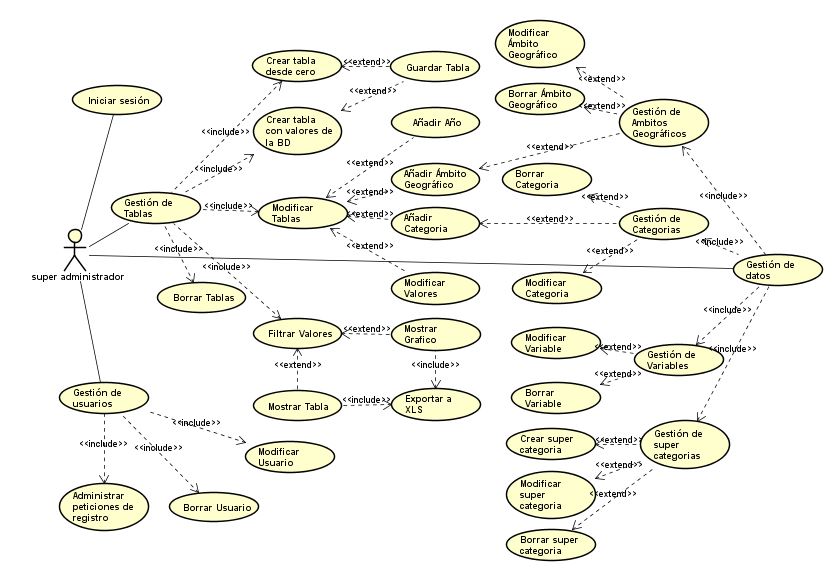 Modificar
Ámbito
Geográfico
Crear tabla
desde cero
<<extend>>
Guardar Tabla
<<extend>>
Iniciar sesión
<<extend>>
Borrar Ámbito
Geográfico
<<extend>>
Gestión de
Ambitos
Geográficos
Crear tabla
con valores de
la BD
Añadir Año
<<include>>
<<extend>>
<<extend>>
<<include>>
Añadir Ámbito
Geográfico
Borrar
Categoria
<<extend>>
<<extend>>
<<include>>
Gestión de
Tablas
<<include>>
Modificar
Tablas
<<extend>>
Añadir
Categoria
<<extend>>
Gestión de
Categorias
<<include>>
super administrador
<<include>>
<<include>>
<<extend>>
<<extend>>
Gestión de
datos
Borrar Tablas
Modificar
Valores
Modificar
Categoria
<<include>>
Filtrar Valores
<<extend>>
Mostrar
Grafico
Modificar
Variable
<<extend>>
<<include>>
Gestión de
Variables
<<extend>>
<<include>>
<<extend>>
Gestión de
usuarios
Mostrar Tabla
<<include>>
Exportar a
XLS
Borrar
Variable
<<include>>
<<include>>
<<include>>
Modificar
Usuario
Crear super
categoria
<<extend>>
Gestión de
super
categorias
<<extend>>
Administrar
peticiones de
registro
Borrar Usuario
Modificar
super
categoria
<<extend>>
Borrar super
categoria